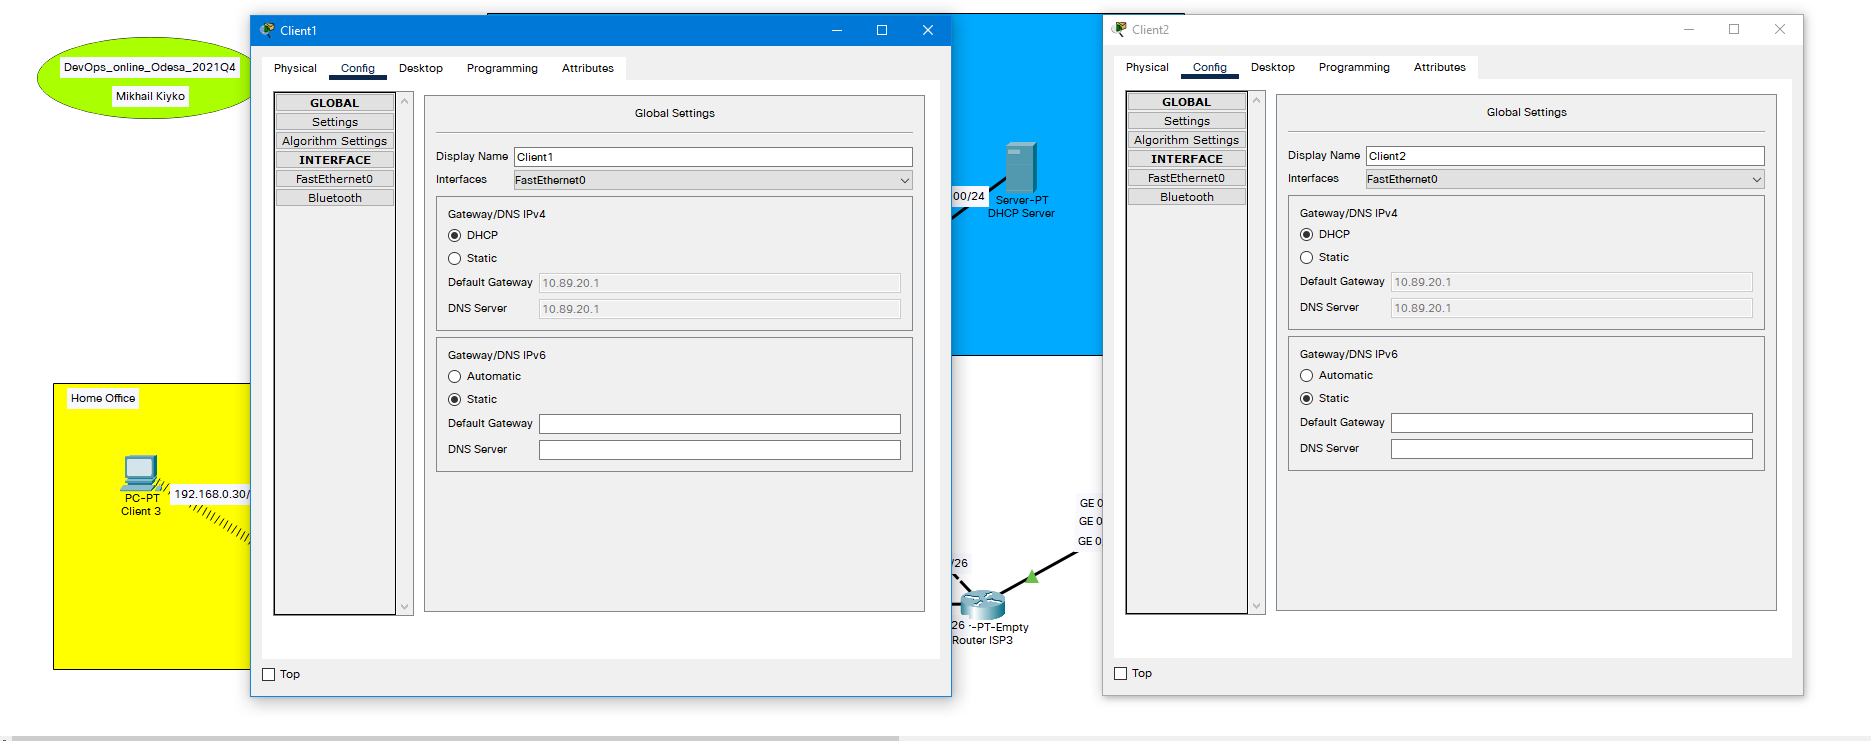 DevOps_online_Odesa_2021Q4
Mikhail Kiyko
Home Office
PC-PT
Client 3
192.168.0.30/
Client1
Physical Config Desktop Programming Attributes
GLOBAL
Settings
Algorithm Settings
INTERFACE
FastEthernet0
Bluetooth
Global Settings
Display Name Client1
Interfaces FastEthernet0
Gateway/DNS IPv4
DHCP
Static
Default Gateway 10.89.20.1
DNS Server 10.89.20.1
Gateway/DNS IPv6
Automatic
Static
Default Gateway
DNS Server
Top
00/24
Server-PT
DHCP Server
GE 0
GE 0
GE 0
/26
26
-PT-Empty
Router ISP3
Client2
Physical Config Desktop Programming Attributes
GLOBAL
Settings
Algorithm Settings
INTERFACE
FastEthernet0
Bluetooth
Global Settings
Display Name Client2
Interfaces FastEthernet0
Gateway/DNS IPv4
DHCP
Static
Default Gateway 10.89.20.1
DNS Server 10.89.20.1
Gateway/DNS IPv6
Automatic
Static
Default Gateway
DNS Server
Top